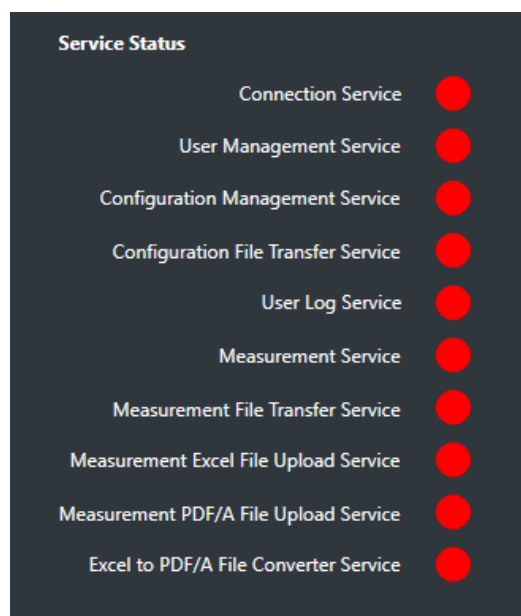 Service Status
Connection Service
User Management Service
Configuration Management Service
Configuration File Transfer Service
User Log Service
Measurement Service
Measurement File Transfer Service
Measurement Excel File Upload Service
Measurement PDF/A File Upload Service
Excel to PDF/A File Converter Service